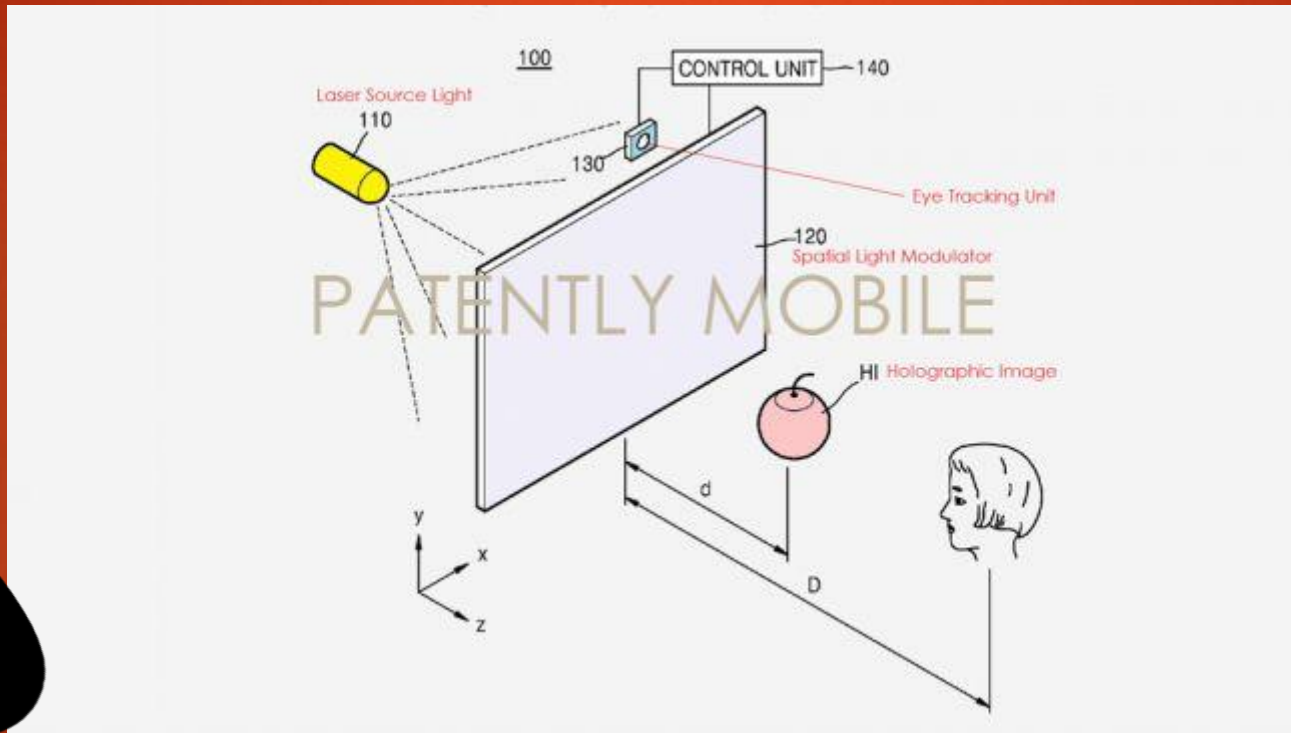 100
CONTROL UNIT
140
Laser Source Light
110
130
Eye Tracking Unit
120
Spatial Light Modulator
PATENTLY MOBILE
HI Holographic Image
d
D
y
x
z